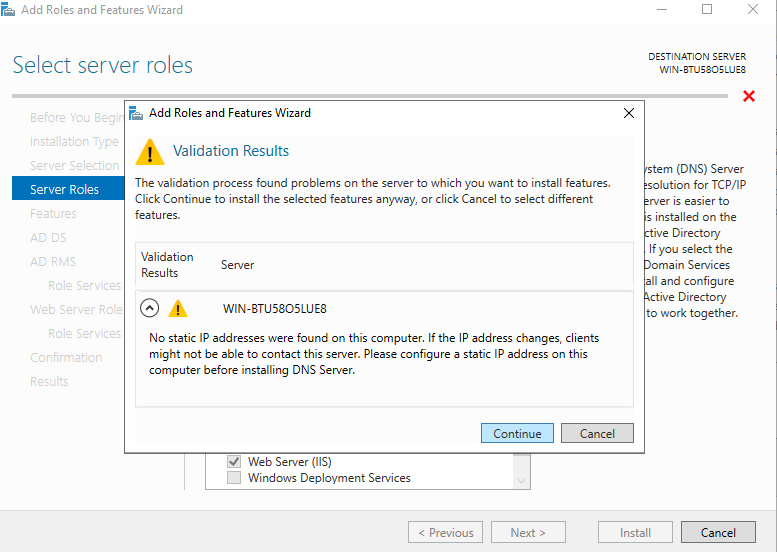 Add Roles and Features Wizard
Select server roles
DESTINATION SERVER
WIN-BTU58O5LUE8
Before You Begin
Installation Type
Server Selection
Server Roles
Features
AD DS
AD RMS
Role Services
Web Server Role
Role Services
Confirmation
Results
Add Roles and Features Wizard
Validation Results
The validation process found problems on the server to which you want to install features.
Click Continue to install the selected features anyway, or click Cancel to select different
features.
Validation
Results
Server
WIN-BTU58O5LUE8
No static IP addresses were found on this computer. If the IP address changes, clients
might not be able to contact this server. Please configure a static IP address on this
computer before installing DNS Server.
Continue
Cancel
(DNS) Server
for TCP/IP
is easier to
is installed on the
Directory
. If you select the
Domain Services
and configure
Active Directory
to work together.
Web Server (IIS)
Windows Deployment Services
< Previous
Next >
Install
Cancel